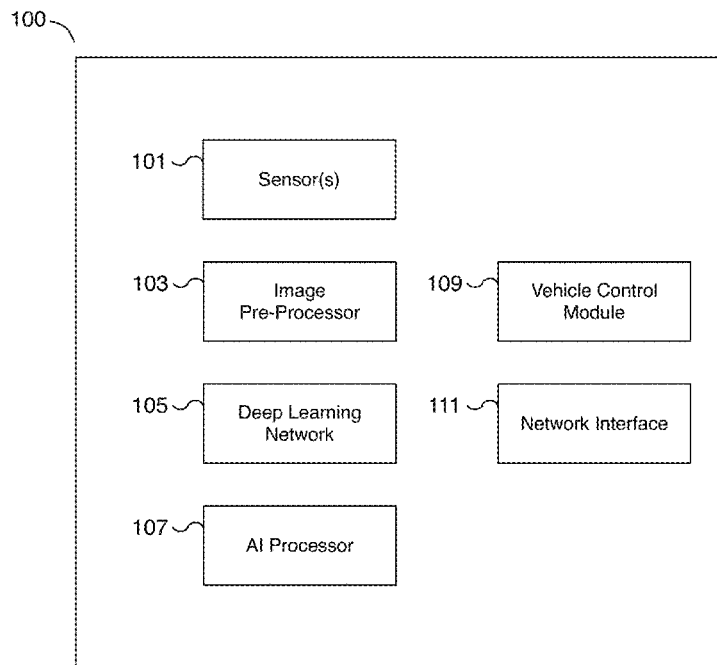 100
101
Sensor(s)
103
Image
Pre-Processor
109
Vehicle Control
Module
105
Deep Learning
Network
111
Network Interface
107
AI Processor